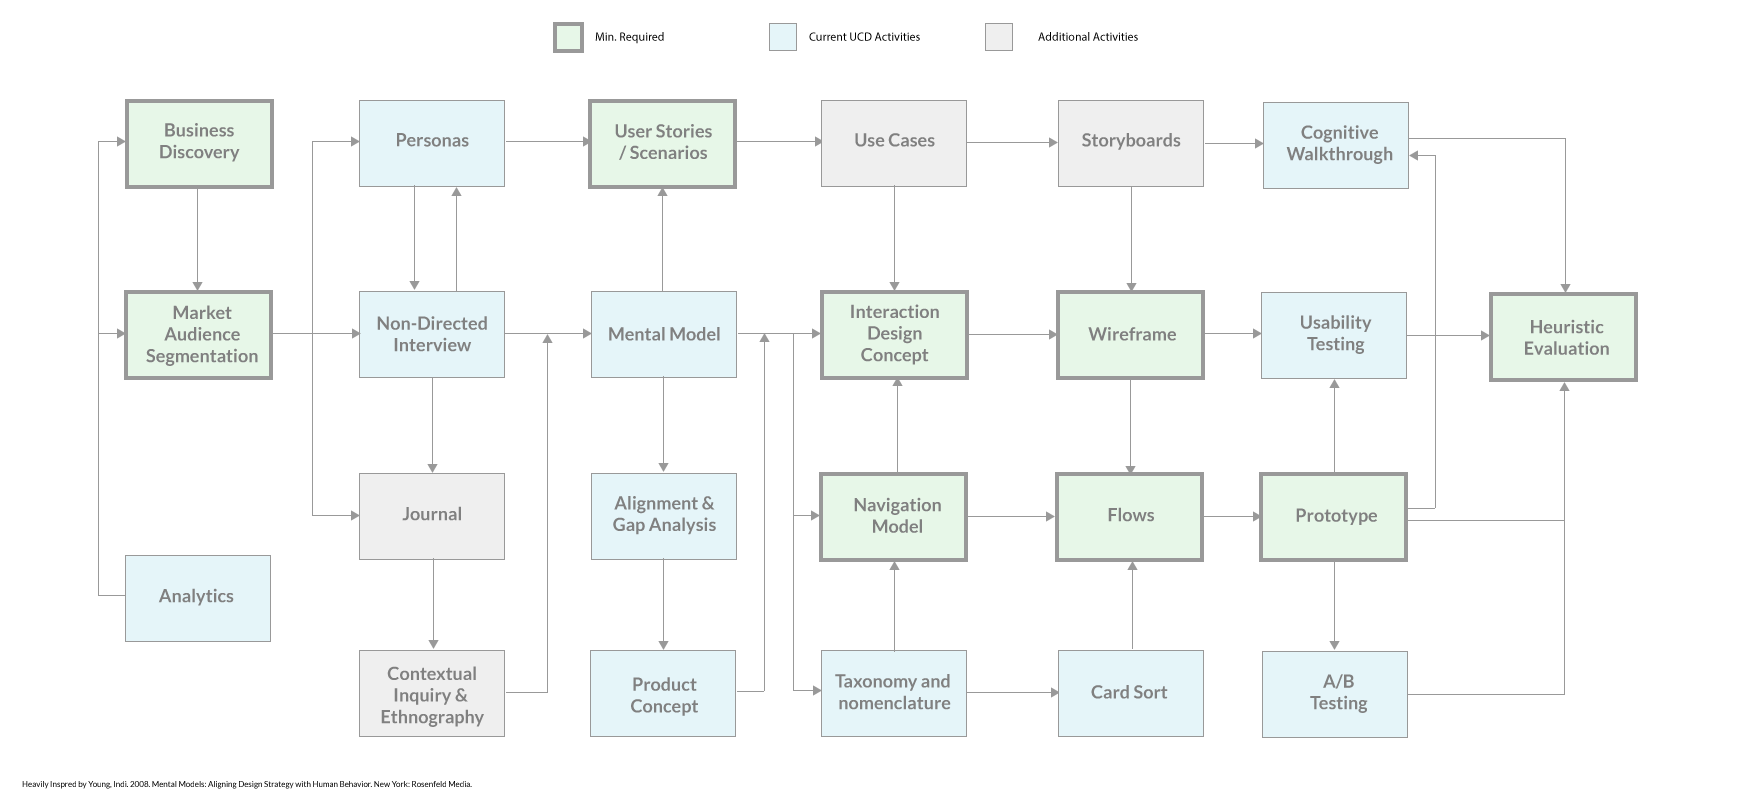 Min. Required
Current UCD Activities
Additional Activities
Business
Discovery
Personas
User Stories
/ Scenarios
Use Cases
Storyboards
Cognitive
Walkthrough
Market
Audience
Segmentation
Non-Directed
Interview
Mental Model
Interaction
Design
Concept
Wireframe
Usability
Testing
Heuristic
Evaluation
Journal
Alignment &
Gap Analysis
Navigation
Model
Flows
Prototype
Analytics
Contextual
Inquiry &
Ethnography
Product
Concept
Taxonomy and
nomenclature
Card Sort
A/B
Testing
Heavily Inspred by Young, Indi. 2008. Mental Models: Aligning Design Strategy with Human Behavior. New York: Rosenfeld Media.